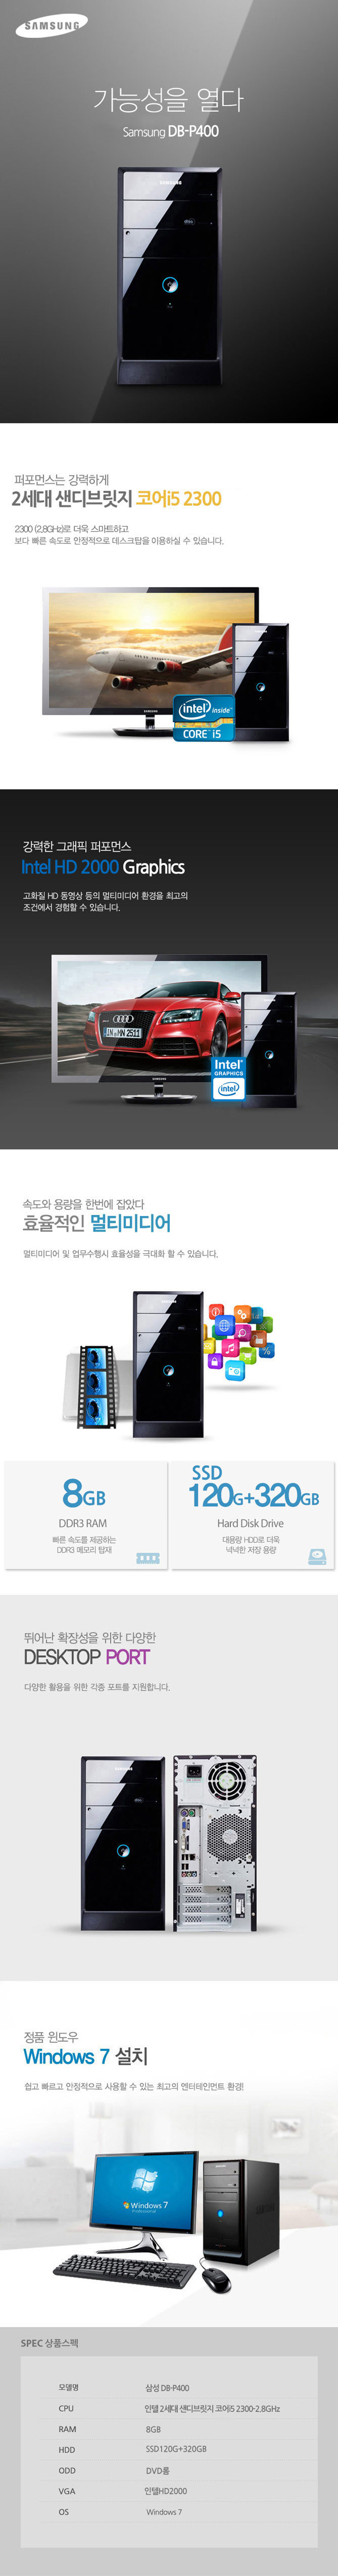 SAMSUNG
가능성을 열다
Samsung DB-P400
SAMSUNG
퍼포먼스는 강력하게
2세대 샌디브릿지 코어i5 2300
2300 (2.8GHz)로 더욱 스마트하고
보다 빠른 속도로 안정적으로 데스크탑을 이용하실 수 있습니다.
SAMSUNG
intel inside™
CORE™ i5
강력한 그래픽 퍼포먼스
Intel HD 2000 Graphics
고화질 HD 동영상 등의 멀티미디어 환경을 최고의
조건에서 경험할 수 있습니다.
IN HN 2511
SAMSUNG
Intel®
GRAPHICS
intel
속도와 용량을 한번에 잡았다
효율적인 멀티미디어
멀티미디어 및 업무수행시 효율성을 극대화 할 수 있습니다.
8GB
DDR3 RAM
빠른 속도를 제공하는
DDR3 메모리 탑재
SSD
120G+320GB
Hard Disk Drive
대용량 HDD로 더욱
넉넉한 저장 용량
뛰어난 확장성을 위한 다양한
DESKTOP PORT
다양한 활용을 위한 각종 포트를 지원합니다.
정품 윈도우
Windows 7 설치
쉽고 빠르고 안정적으로 사용할 수 있는 최고의 엔터테인먼트 환경!
Windows 7
Professional
SPEC 상품스펙
모델명 삼성 DB-P400
CPU 인텔 2세대 샌디브릿지 코어i5 2300-2.8GHz
RAM 8GB
HDD SSD120G+320GB
ODD DVD롬
VGA 인텔HD2000
OS Windows 7